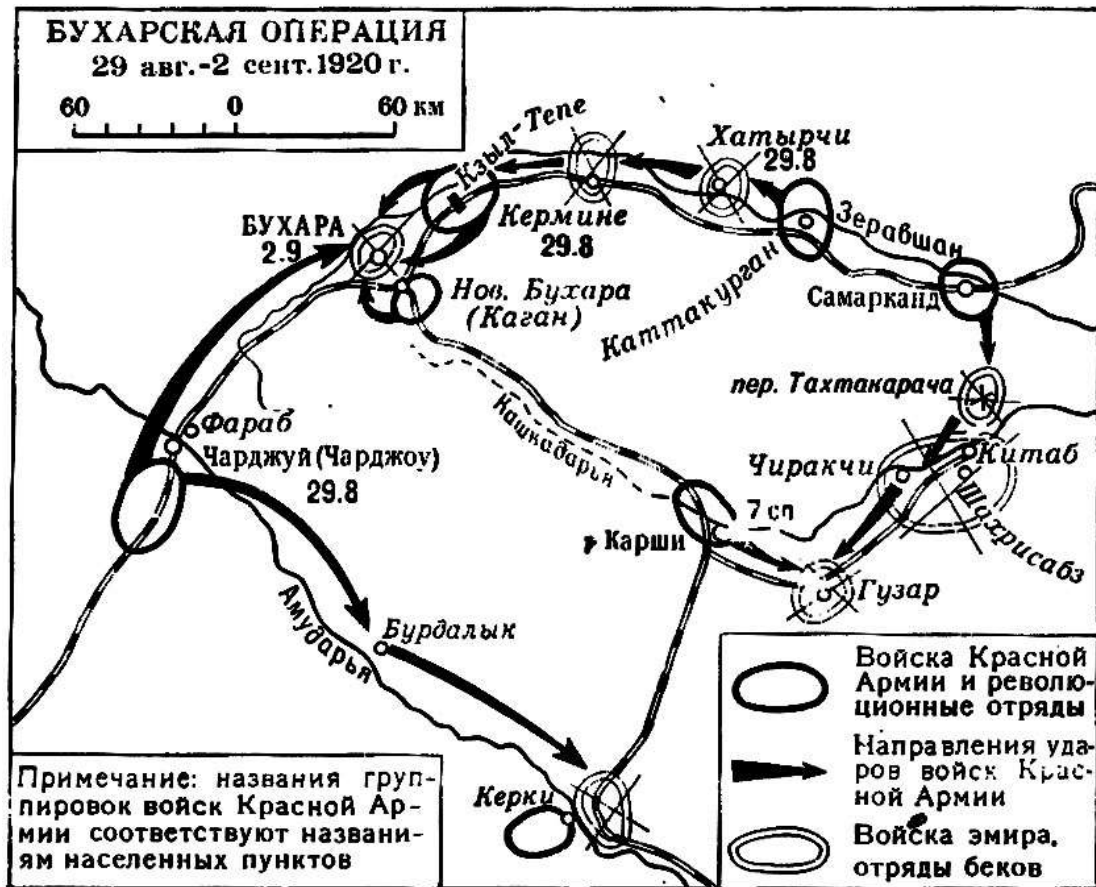 БУХАРСКАЯ ОПЕРАЦИЯ
29 авг.-2 сент. 1920 г.
60 0 60 км
Кзыл-Тепе
Хатырчи
29.8
БУХАРА
2.9
Кермине
29.8
Зеравшан
Нов. Бухара
(Каган)
Каттакурган
Самарканд
пер. Тахтакарача
Фараб
Чарджуй (Чарджоу)
29.8
Кашкадарья
Чиракчи
Китаб
Шахрисабз
7 сп
Карши
Гузар
Амударья
Бурдалык
Керки
Войска Красной
Армии и револю-
ционные отряды
Направления уда-
ров войск Крас-
ной Армии
Войска эмира,
отряды беков
Примечание: названия груп-
пировок войск Красной Ар-
мии соответствуют названи-
ям населенных пунктов